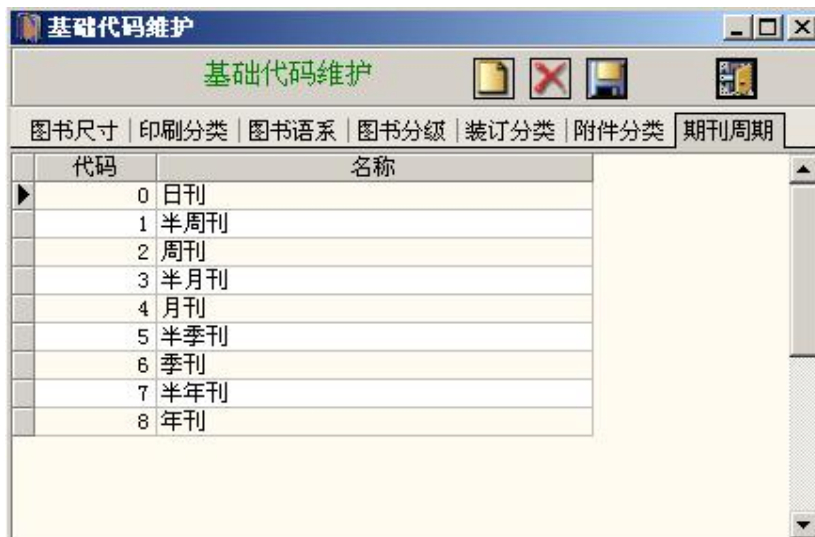 基础代码维护
基础代码维护
图书尺寸 印刷分类 图书语系 图书分级 装订分类 附件分类 期刊周期
代码 名称
0 日刊
1 半周刊
2 周刊
3 半月刊
4 月刊
5 半季刊
6 季刊
7 半年刊
8 年刊